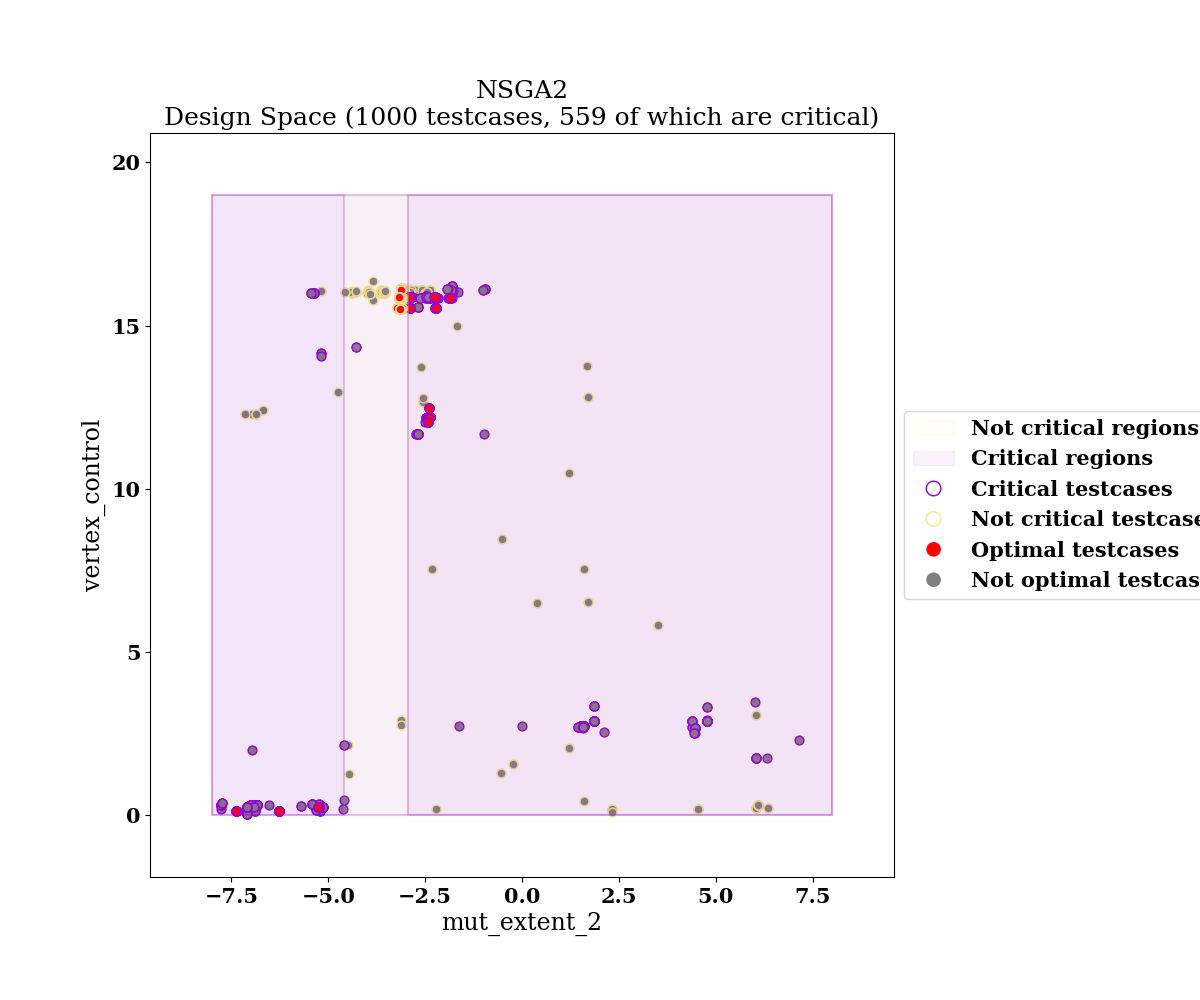 NSGA2
Design Space (1000 testcases, 559 of which are critical)
20
15
10
5
0
vertex_control
−7.5
−5.0
−2.5
0.0
2.5
5.0
7.5
mut_extent_2
Not critical regions
Critical regions
Critical testcases
Not critical testcase
Optimal testcases
Not optimal testcas